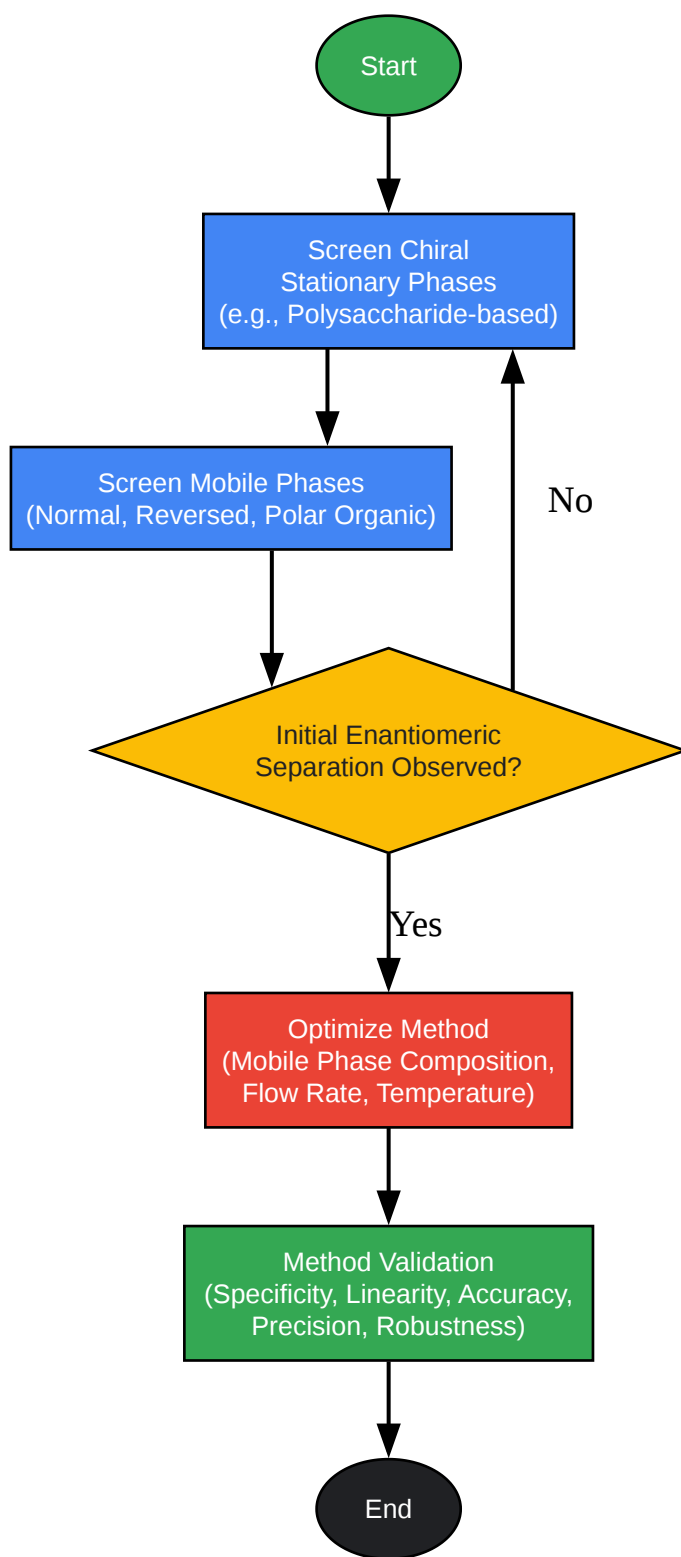 Start
Screen Chiral
Stationary Phases
(e.g., Polysaccharide-based)
Screen Mobile Phases
(Normal, Reversed, Polar Organic)
No
Initial Enantiomeric
Separation Observed?
Yes
Optimize Method
(Mobile Phase Composition,
Flow Rate, Temperature)
Method Validation
(Specificity, Linearity, Accuracy,
Precision, Robustness)
End